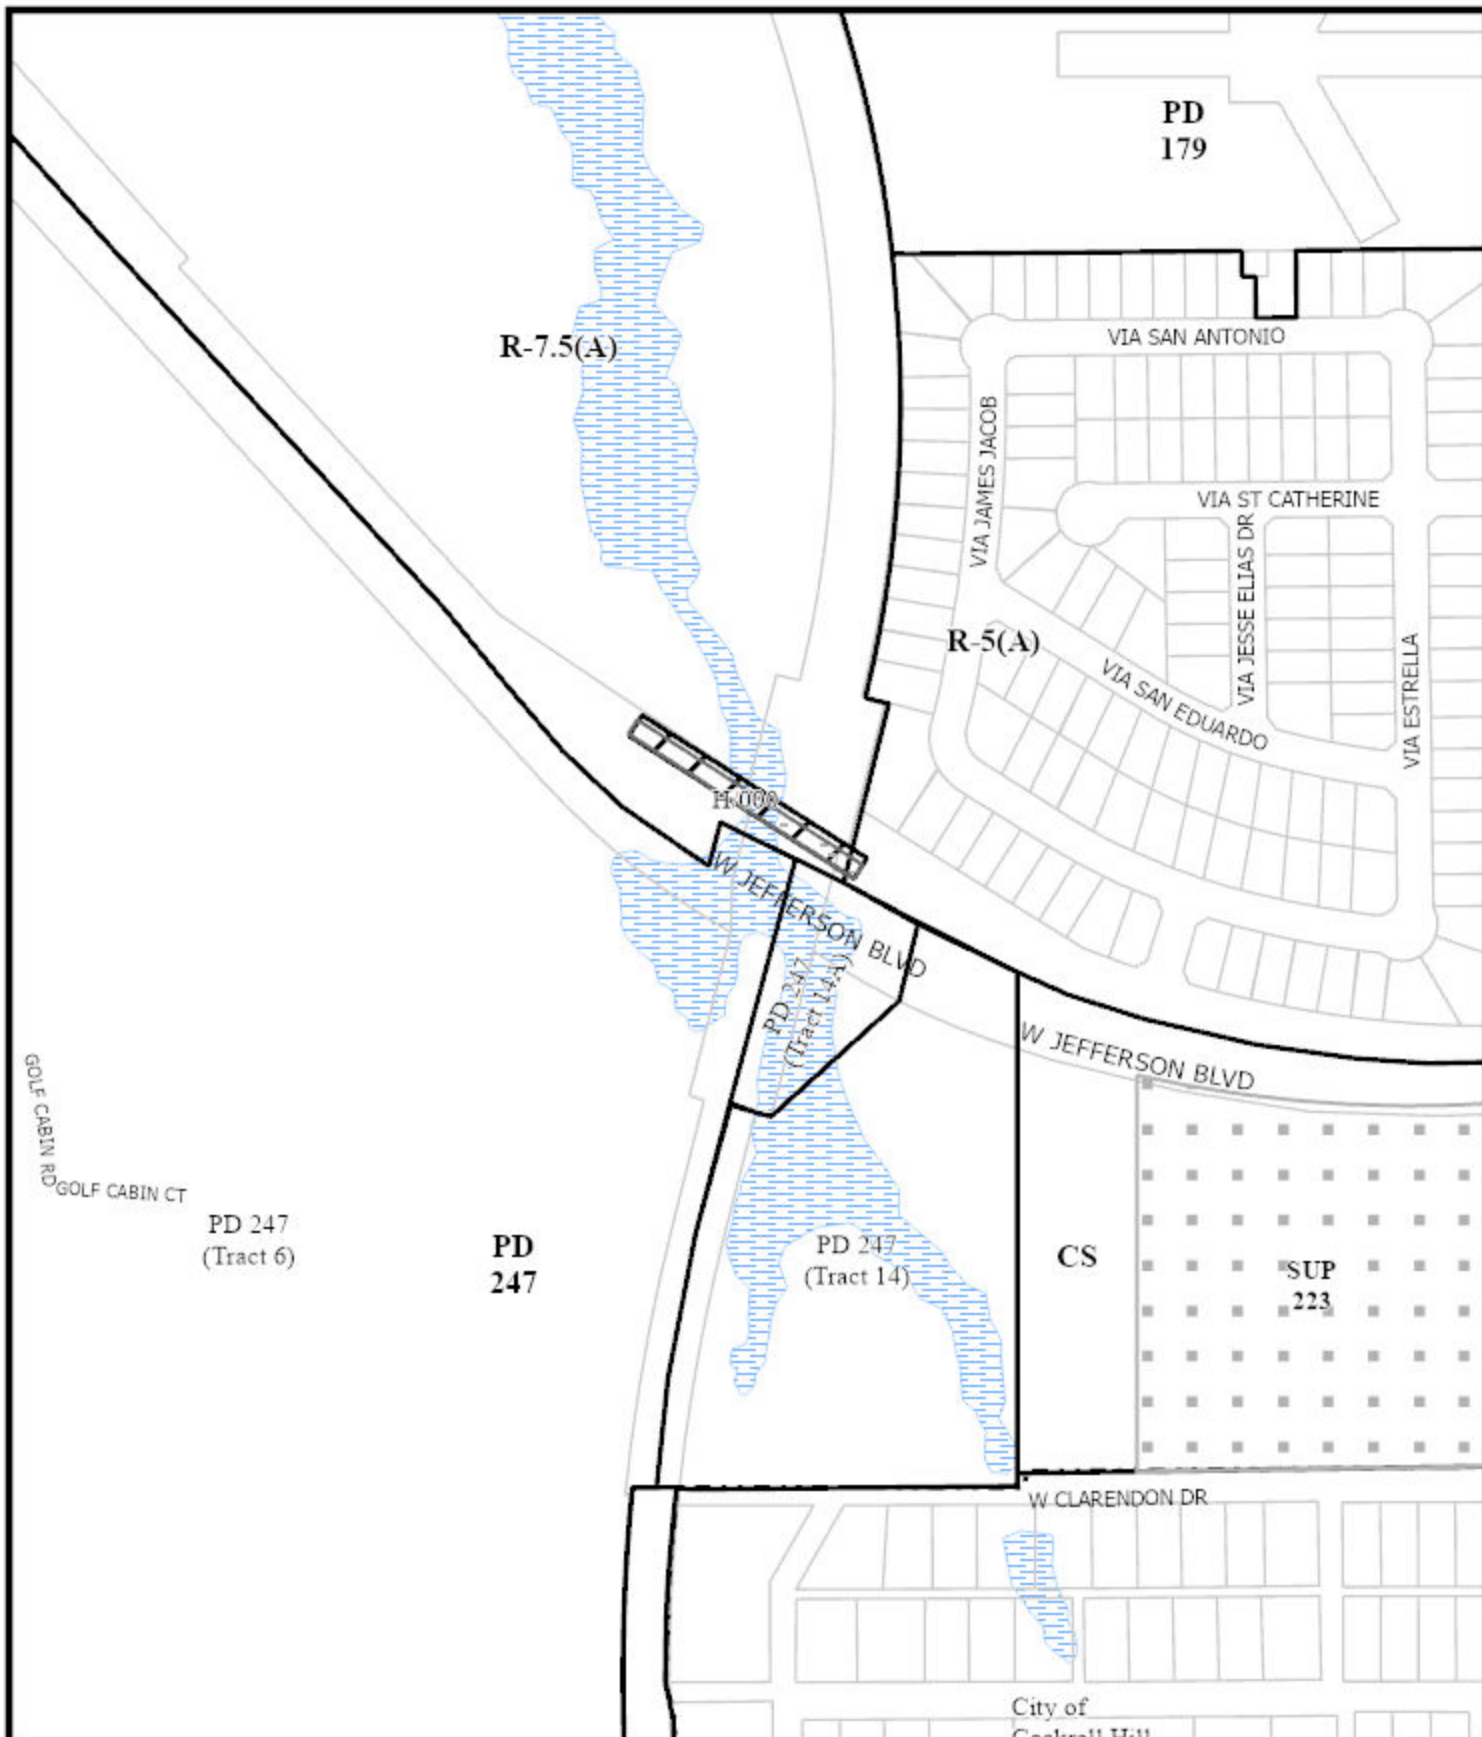 PD
179
VIA SAN ANTONIO
R-7.5(A)
VIA JAMES JACOB
VIA ST CATHERINE
VIA JESSE ELIAS DR
R-5(A)
VIA SAN EDUARDO
VIA ESTRELLA
W JEFFERSON BLVD
PD 247
(Tract 14A)
W JEFFERSON BLVD
GOLF CABIN RD
GOLF CABIN CT
PD 247
(Tract 6)
PD
247
PD 247
(Tract 14)
CS
SUP
223
W CLARENDON DR
City of
Cockrell Hill